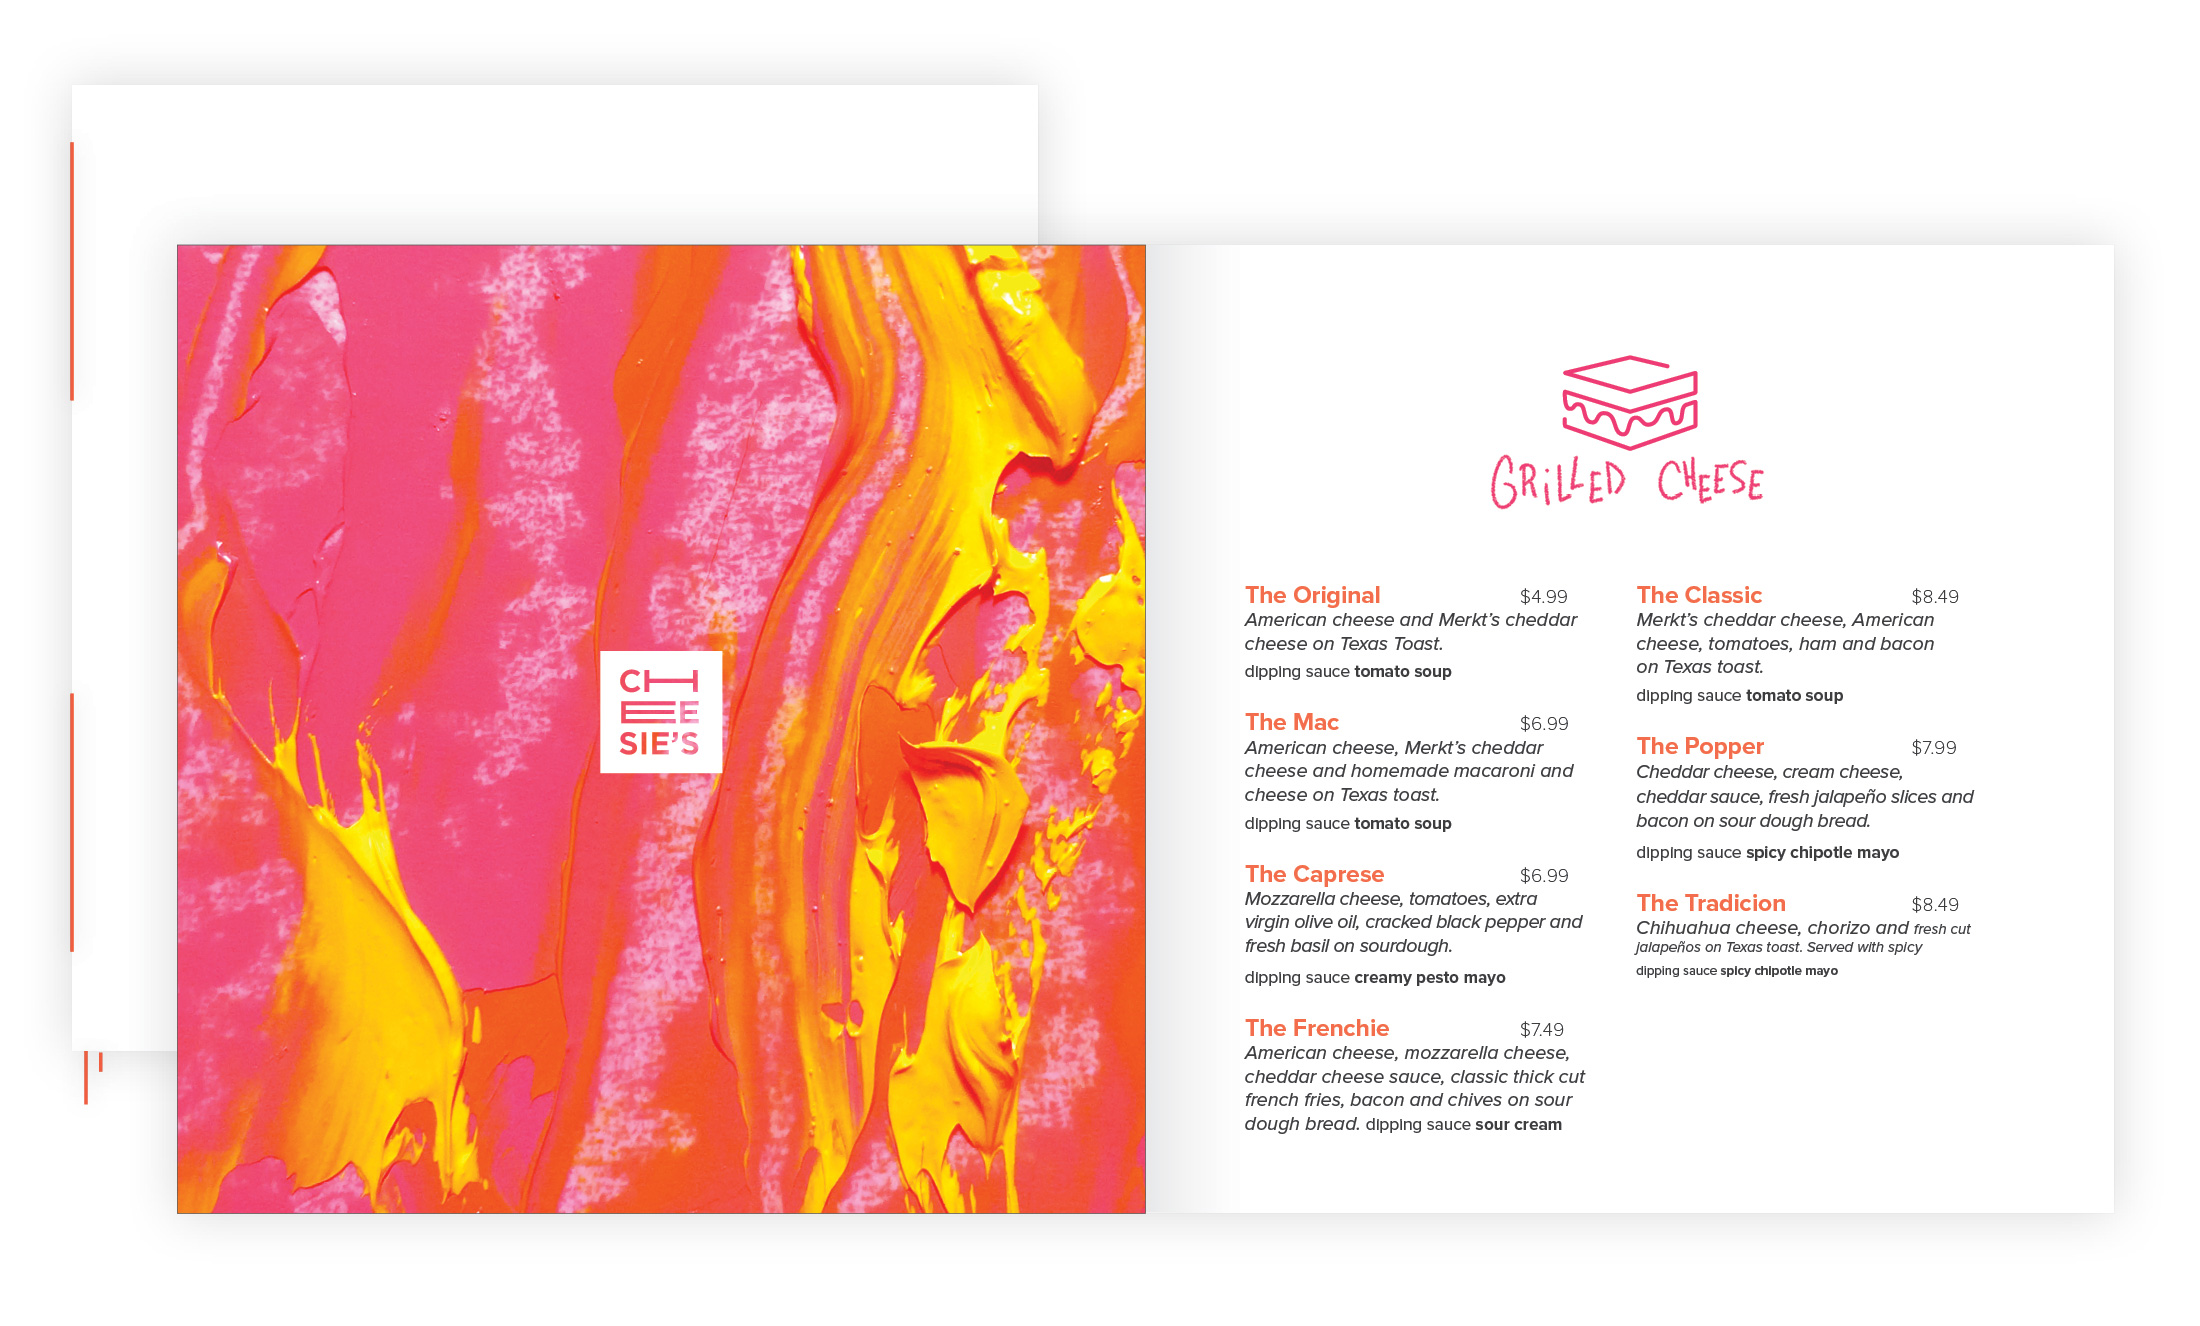 CH
EE
SIE'S
GRiLLED CHEESE
The Original $4.99
American cheese and Merkt's cheddar
cheese on Texas Toast.
dipping sauce tomato soup
The Mac $6.99
American cheese, Merkt's cheddar
cheese and homemade macaroni and
cheese on Texas toast.
dipping sauce tomato soup
The Caprese $6.99
Mozzarella cheese, tomatoes, extra
virgin olive oil, cracked black pepper and
fresh basil on sourdough.
dipping sauce creamy pesto mayo
The Frenchie $7.49
American cheese, mozzarella cheese,
cheddar cheese sauce, classic thick cut
french fries, bacon and chives on sour
dough bread. dipping sauce sour cream
The Classic $8.49
Merkt's cheddar cheese, American
cheese, tomatoes, ham and bacon
on Texas toast.
dipping sauce tomato soup
The Popper $7.99
Cheddar cheese, cream cheese,
cheddar sauce, fresh jalapeño slices and
bacon on sour dough bread.
dipping sauce spicy chipotle mayo
The Tradicion $8.49
Chihuahua cheese, chorizo and fresh cut
jalapeños on Texas toast. Served with spicy
dipping sauce spicy chipotle mayo